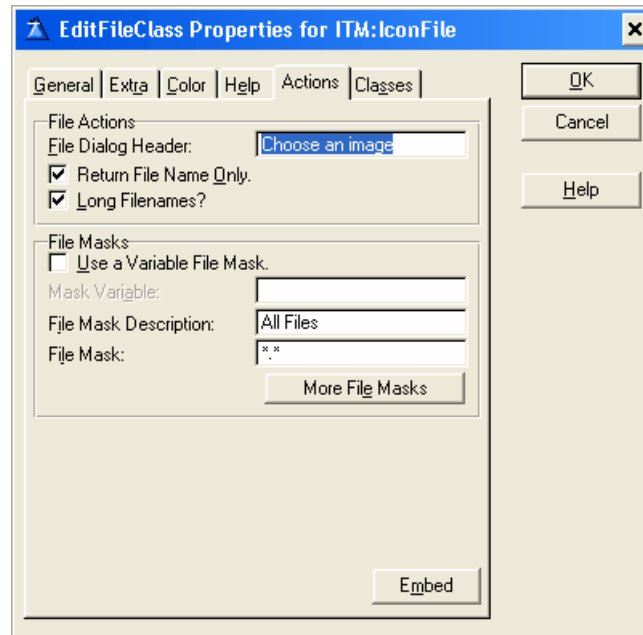 EditFileClass Properties for ITM:IconFile
General Extra Color Help Actions Classes
OK
Cancel
Help
File Actions
File Dialog Header: Choose an image
Return File Name Only.
Long Filenames?
File Masks
Use a Variable File Mask.
Mask Variable:
File Mask Description: All Files
File Mask: *.*
More File Masks
Embed